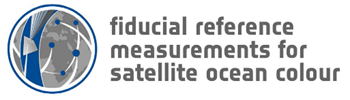 fiducial reference
measurements for
satellite ocean colour